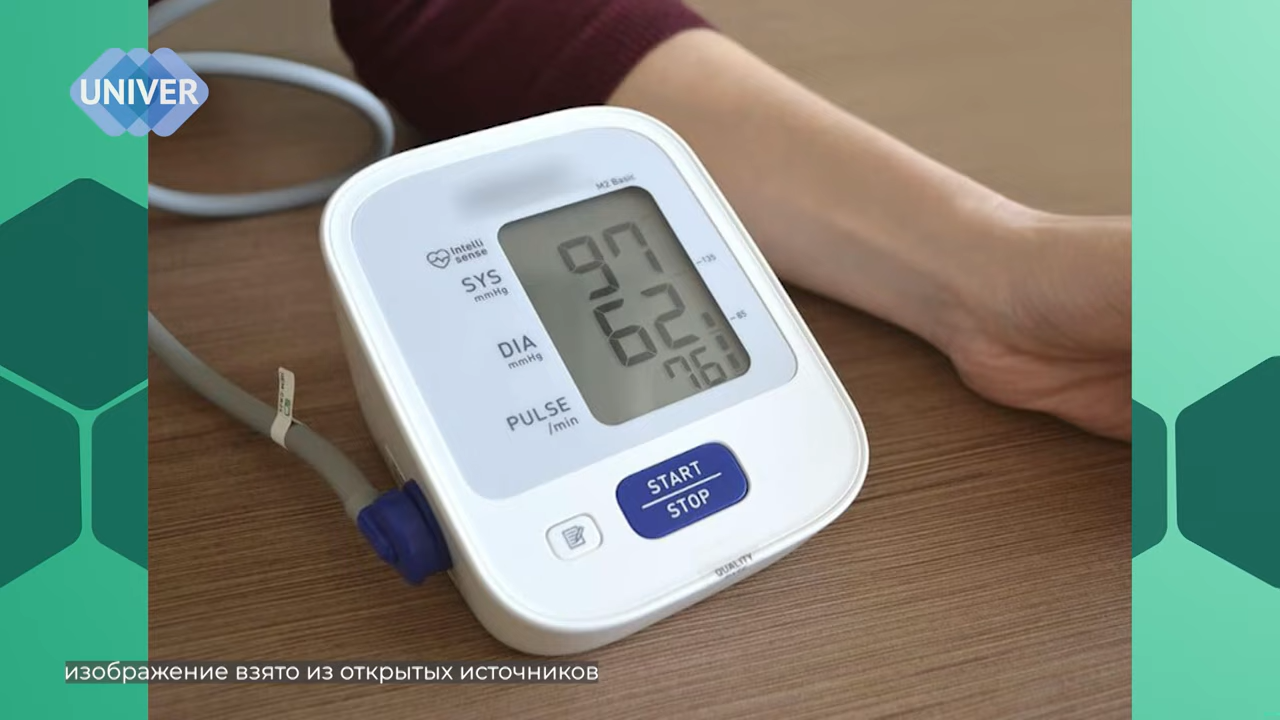 UNIVER
M2 Basic
Intelli
sense
SYS
mmHg
DIA
mmHg
PULSE
/min
97
62
76
135
85
START
STOP
QUALITY
изображение взято из открытых источников